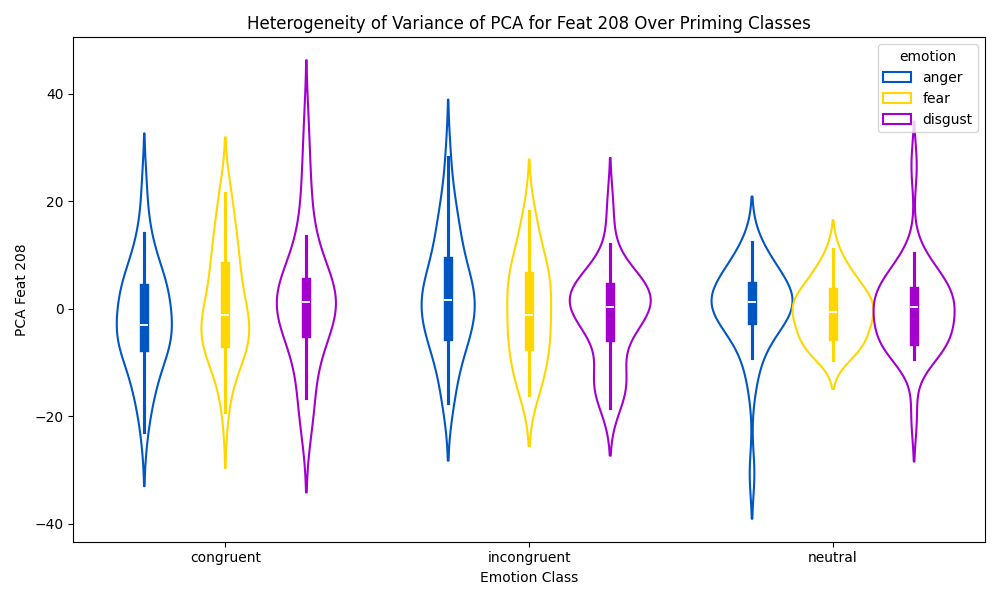 Heterogeneity of Variance of PCA for Feat 208 Over Priming Classes
emotion
anger
fear
disgust
PCA Feat 208
40
20
0
−20
−40
congruent
incongruent
neutral
Emotion Class